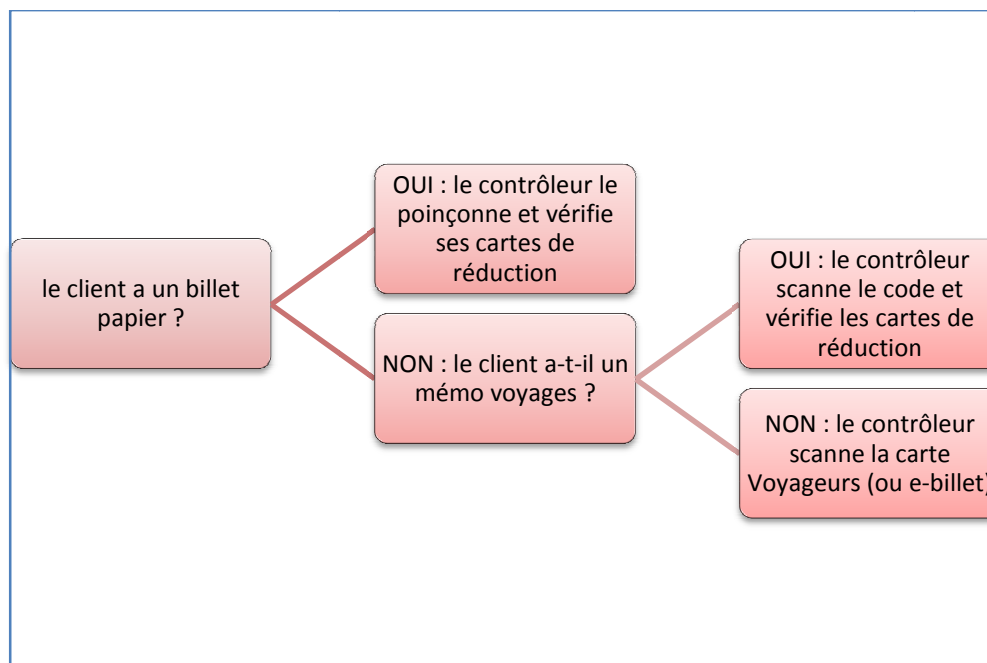 le client a un billet
papier ?
OUI : le contrôleur le
poinçonne et vérifie
ses cartes de
réduction
NON : le client a-t-il un
mémo voyages ?
OUI : le contrôleur
scanne le code et
vérifie les cartes de
réduction
NON : le contrôleur
scanne la carte
Voyageurs (ou e-billet)